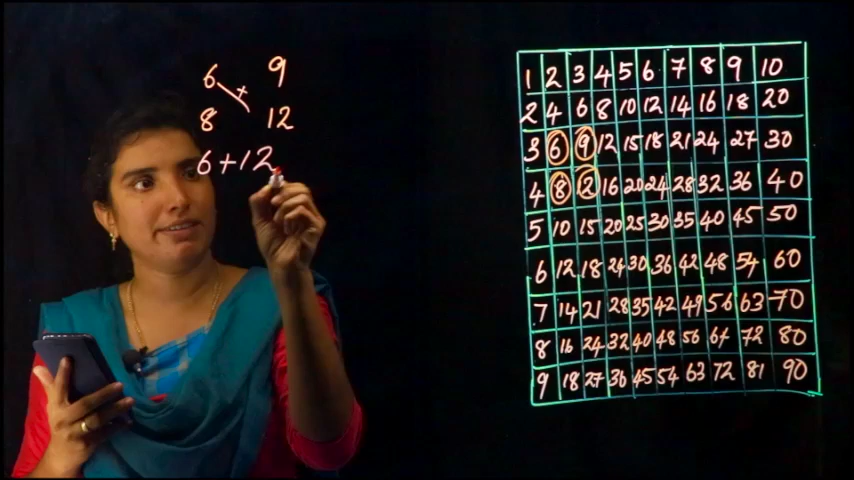 6 + 9
8 12
6+12
1 2 3 4 5 6 7 8 9 10
2 4 6 8 10 12 14 16 18 20
3 6 9 12 15 18 21 24 27 30
4 8 12 16 20 24 28 32 36 40
5 10 15 20 25 30 35 40 45 50
6 12 18 24 30 36 42 48 54 60
7 14 21 28 35 42 49 56 63 70
8 16 24 32 40 48 56 64 72 80
9 18 27 36 45 54 63 72 81 90